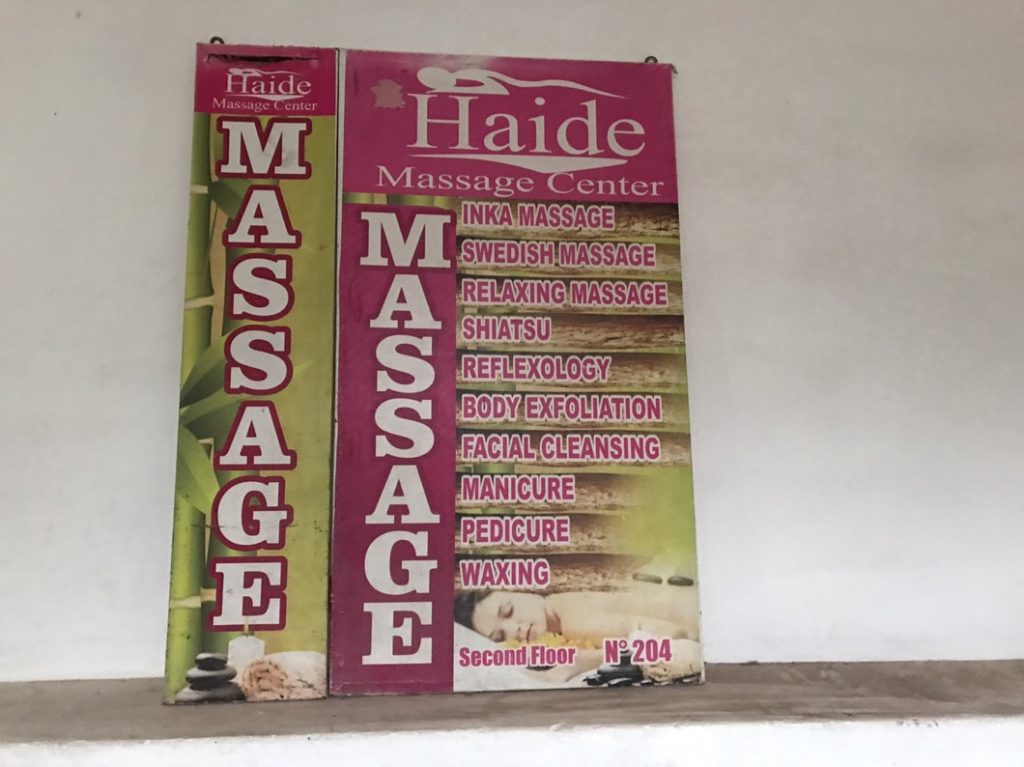 Haide
Massage Center
MASSAGE
Haide
Massage Center
MASSAGE
INKA MASSAGE
SWEDISH MASSAGE
RELAXING MASSAGE
SHIATSU
REFLEXOLOGY
BODY EXFOLIATION
FACIAL CLEANSING
MANICURE
PEDICURE
WAXING
Second Floor N° 204